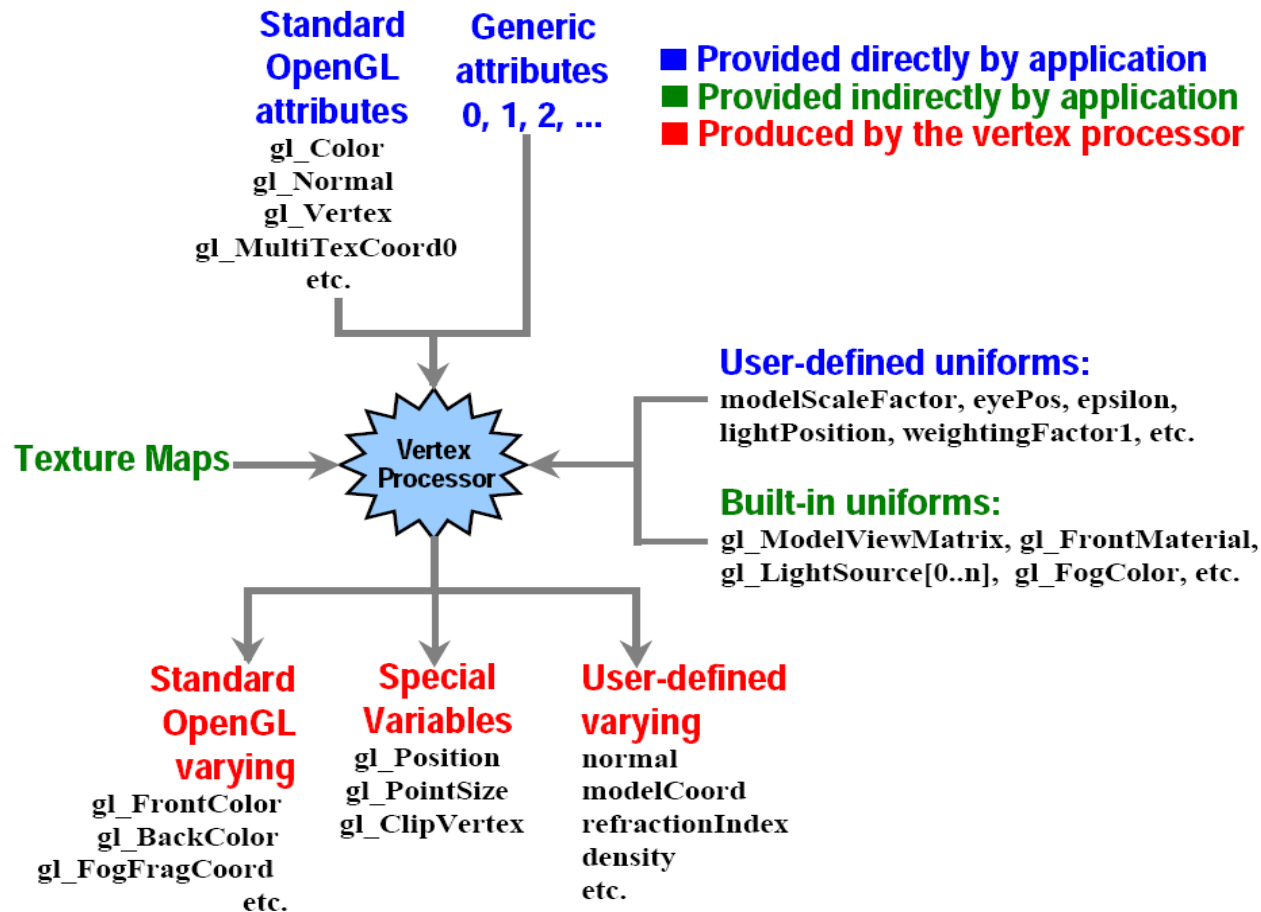 Standard
OpenGL
attributes
gl_Color
gl_Normal
gl_Vertex
gl_MultiTexCoord0
etc.
Generic
attributes
0, 1, 2, ...
Provided directly by application
Provided indirectly by application
Produced by the vertex processor
Texture Maps
Vertex
Processor
User-defined uniforms:
modelScaleFactor, eyePos, epsilon,
lightPosition, weightingFactor1, etc.
Built-in uniforms:
gl_ModelViewMatrix, gl_FrontMaterial,
gl_LightSource[0..n], gl_FogColor, etc.
Standard
OpenGL
varying
gl_FrontColor
gl_BackColor
gl_FogFragCoord
etc.
Special
Variables
gl_Position
gl_PointSize
gl_ClipVertex
User-defined
varying
normal
modelCoord
refractionIndex
density
etc.